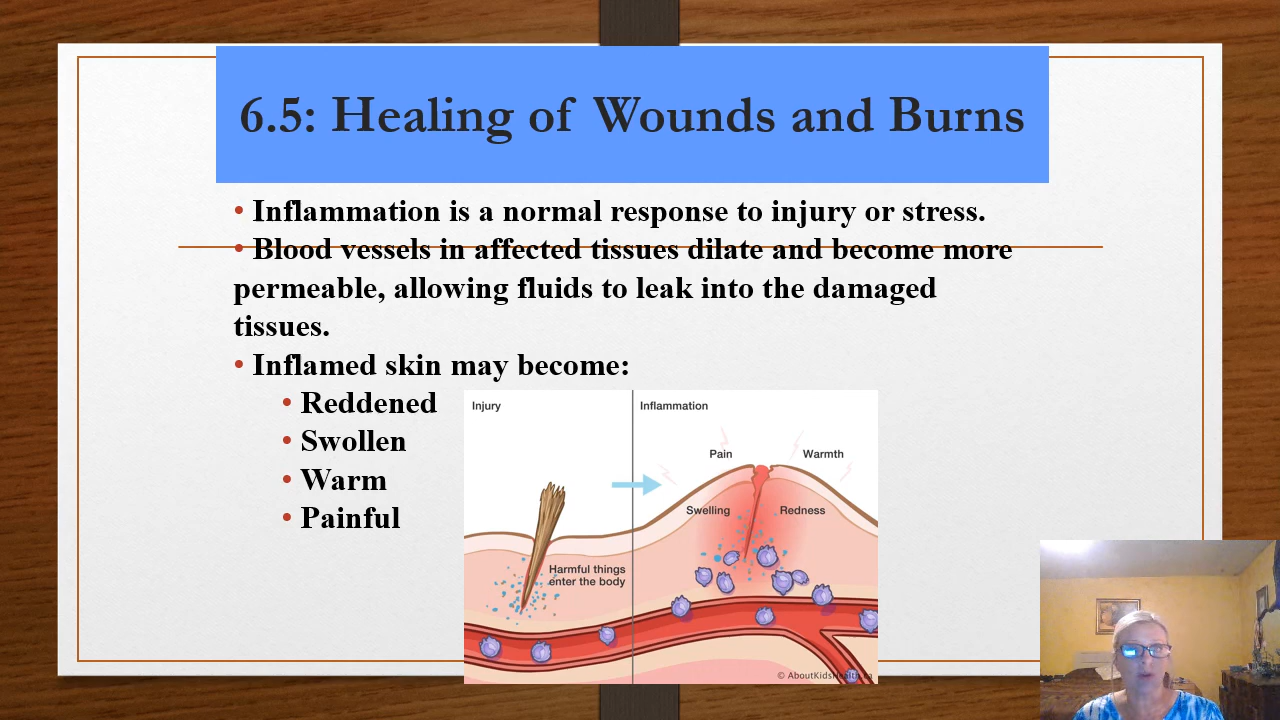 6.5: Healing of Wounds and Burns
• Inflammation is a normal response to injury or stress.
• Blood vessels in affected tissues dilate and become more
permeable, allowing fluids to leak into the damaged
tissues.
• Inflamed skin may become:
• Reddened
• Swollen
• Warm
• Painful
Injury
Inflammation
Pain
Warmth
Swelling
Redness
Harmful things
enter the body
© AboutKidsHealth.ca